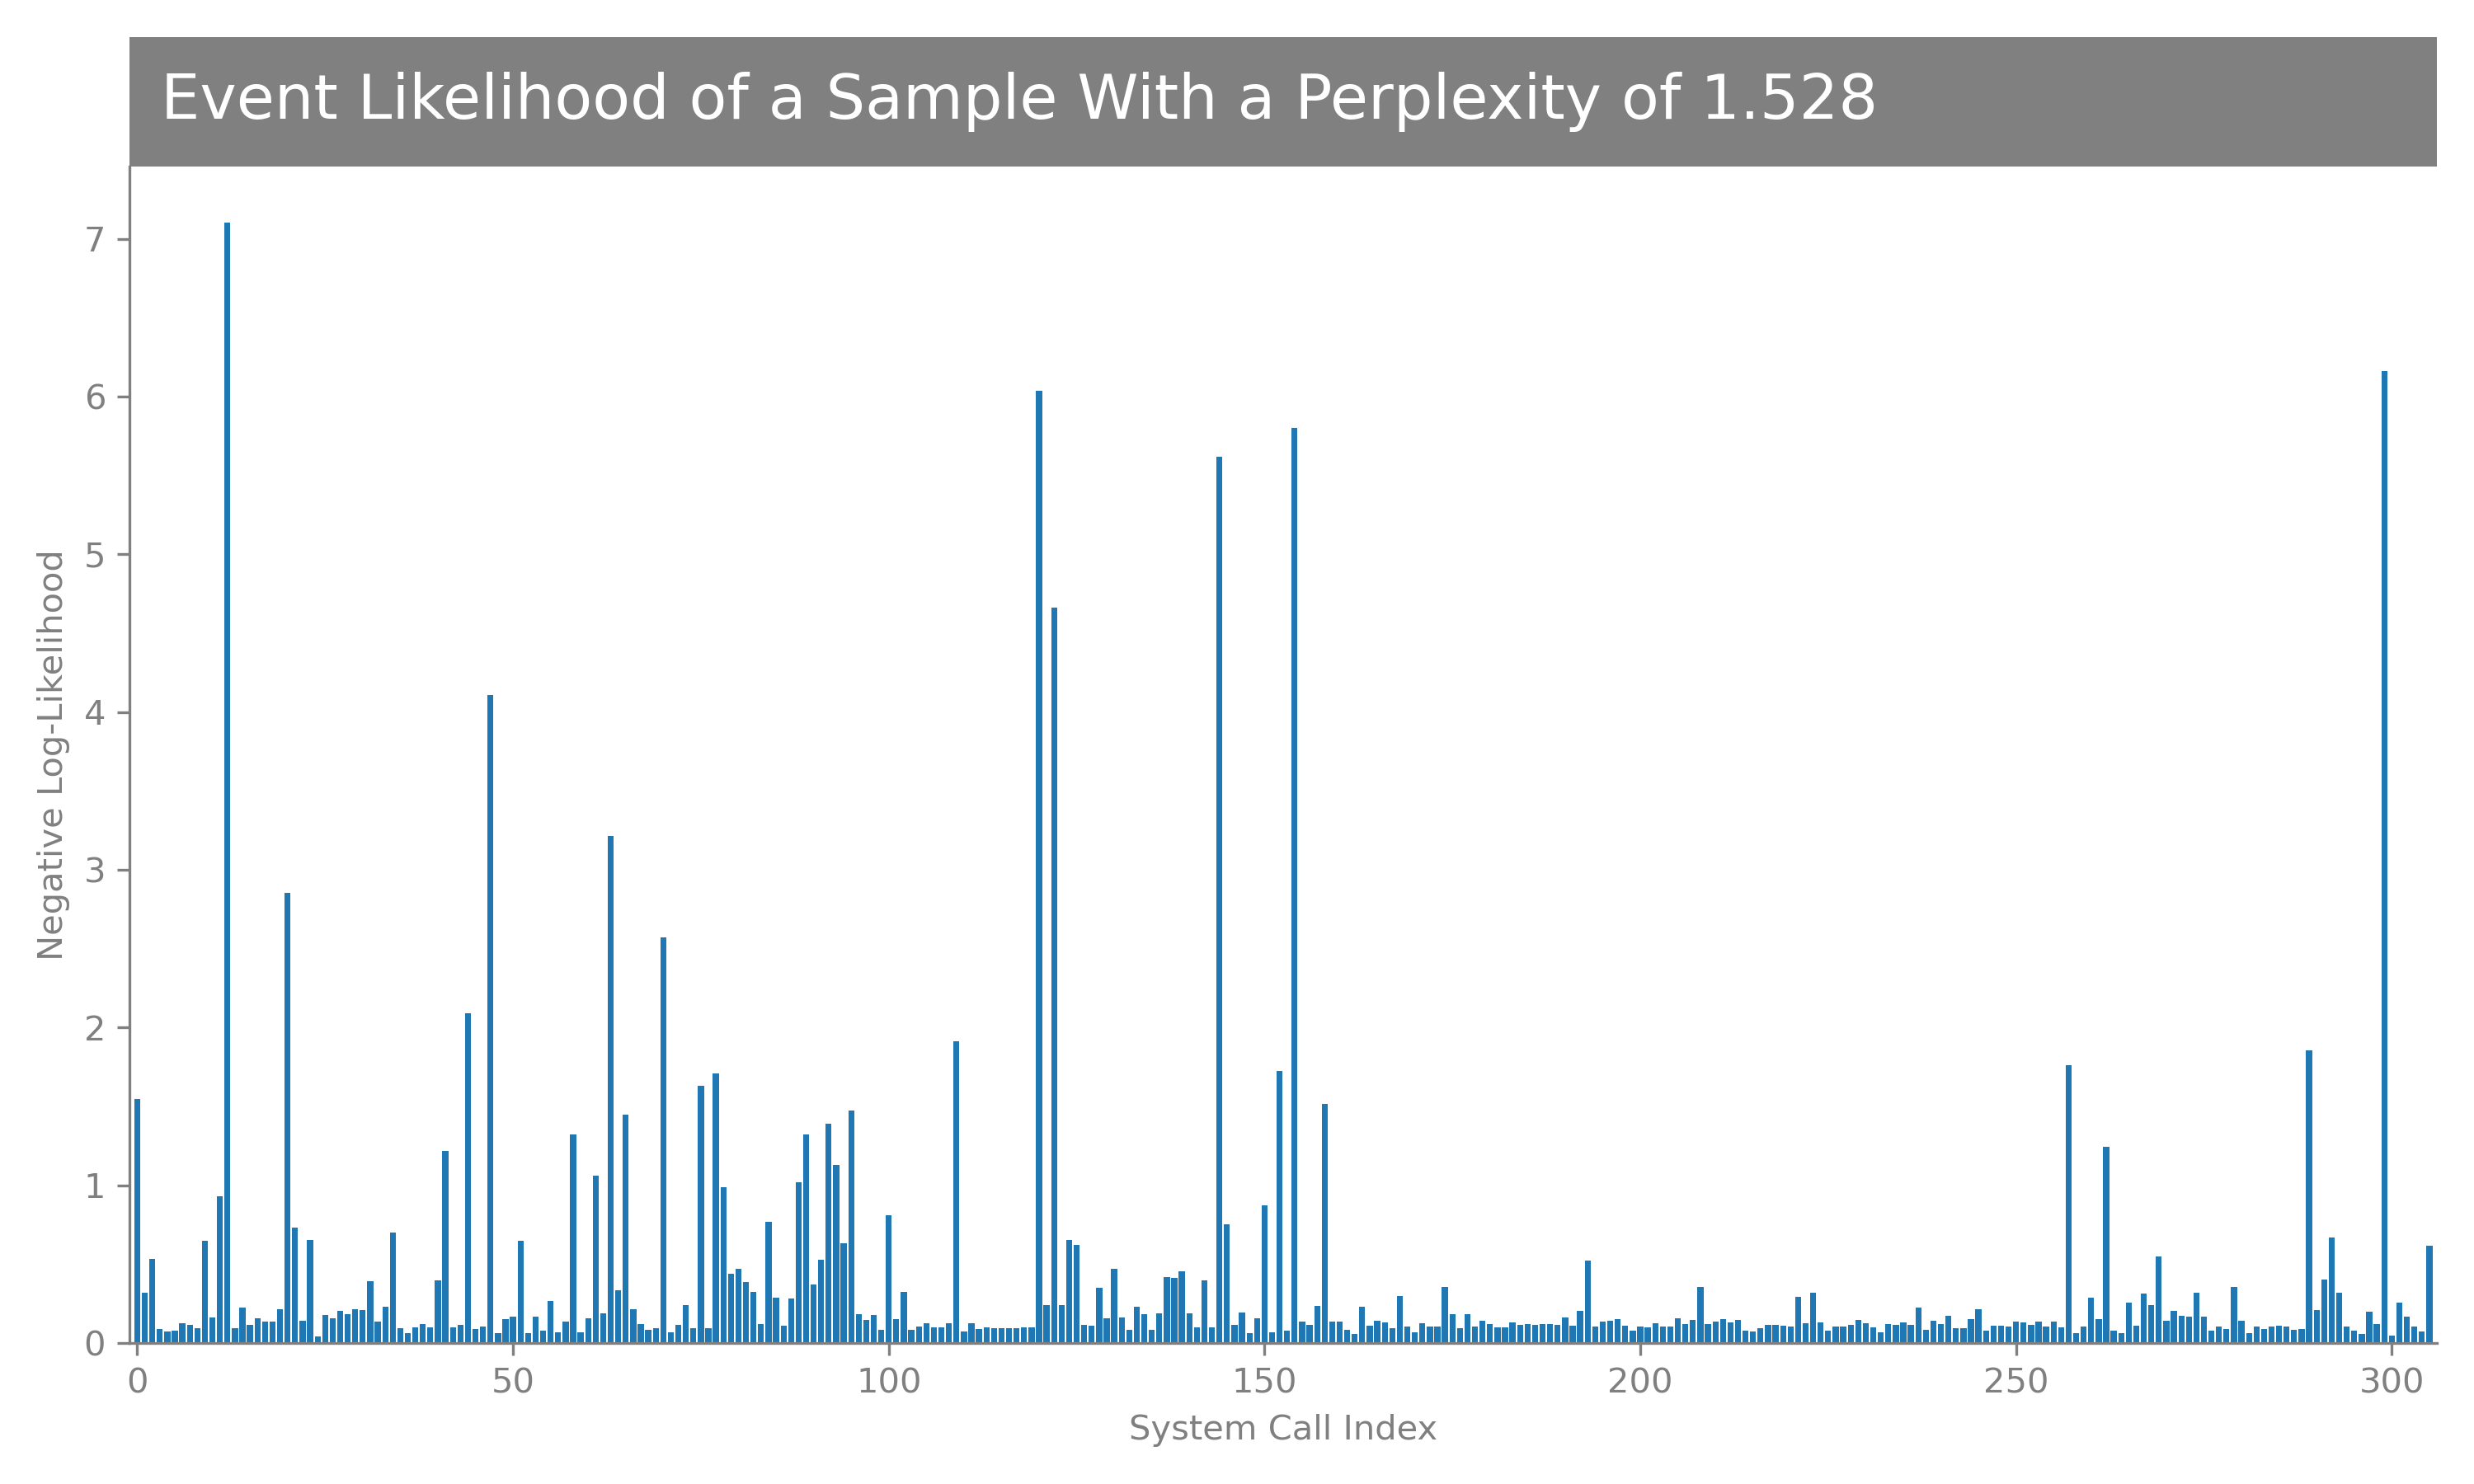 Event Likelihood of a Sample With a Perplexity of 1.528
7
6
5
4
3
2
1
0
Negative Log-Likelihood
0 50 100 150 200 250 300
System Call Index